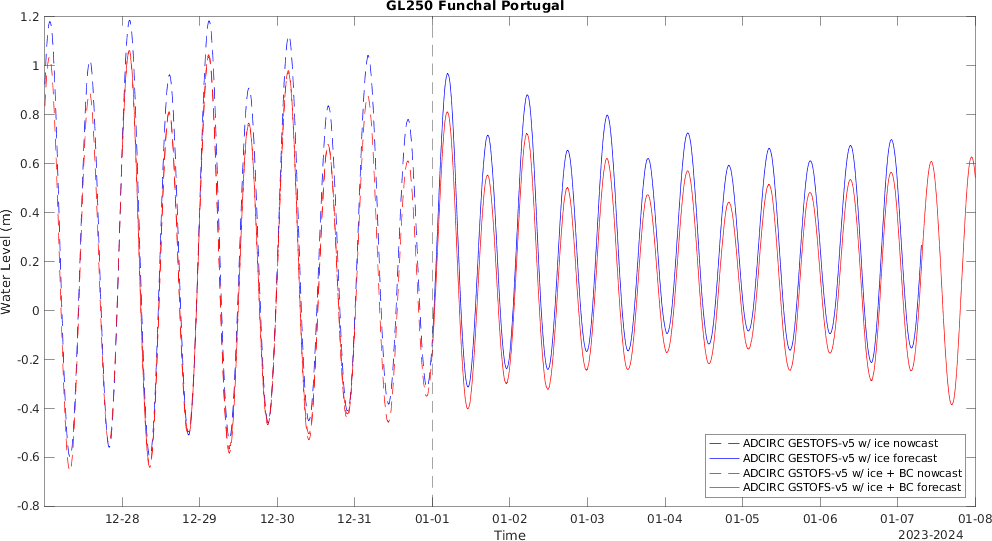 GL250 Funchal Portugal
1.2
1
0.8
0.6
0.4
0.2
0
-0.2
-0.4
-0.6
-0.8
Water Level (m)
ADCIRC GESTOFS-v5 w/ ice nowcast
ADCIRC GESTOFS-v5 w/ ice forecast
ADCIRC GSTOFS-v5 w/ ice + BC nowcast
ADCIRC GSTOFS-v5 w/ ice + BC forecast
12-28 12-29 12-30 12-31 01-01 01-02 01-03 01-04 01-05 01-06 01-07 01-08
Time
2023-2024